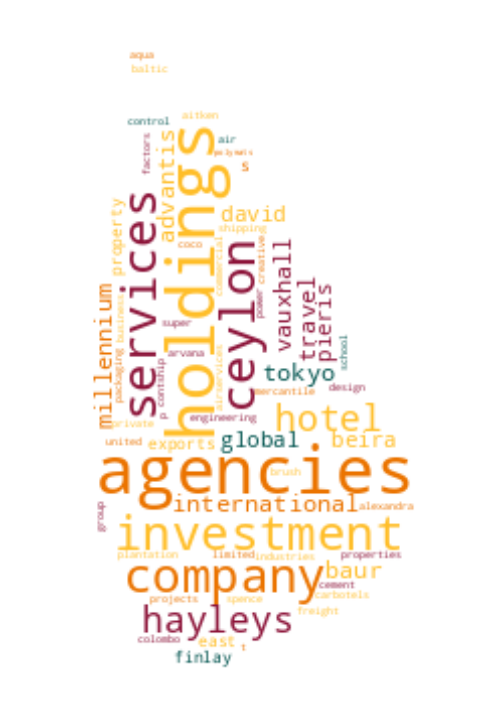 aqua
baltic
control
aitken
air
factors
advantis
holdings
polymats
s
services
property
david
shipping
coco
commercial
creative
ceylon
vauxhall
travel
pieris
power
millennium
business
packaging
super
arvana
contship
p
airservices
school
tokyo
mercantile
design
engineering
private
hotel
united
exports
global
beira
agencies
brush
international
alexandra
group
investment
plantation
limited
industries
properties
company
baur
cement
carbotels
projects
spence
freight
hayleys
colombo
east
t
finlay